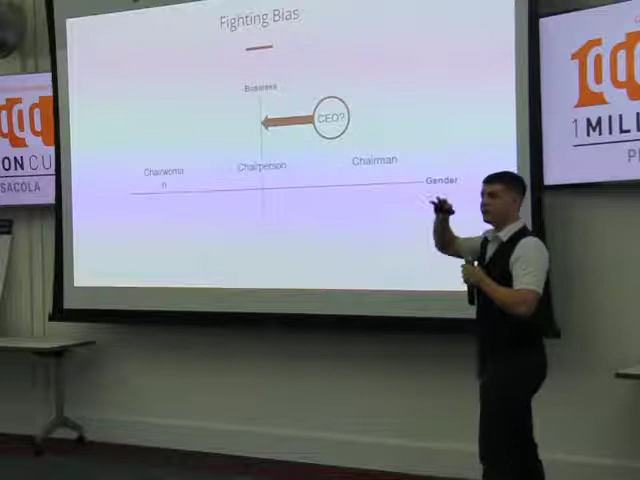 Fighting Bias
Business
CEO?
Chairwoma
n
Chairperson
Chairman
Gender
ON CU
SACOLA
1 MILL
P